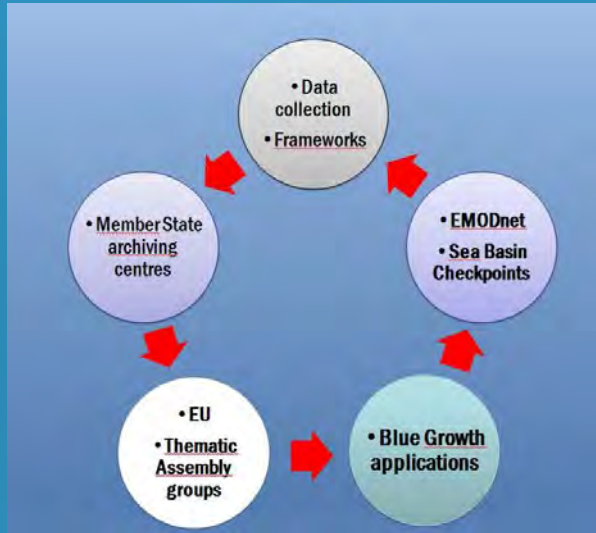 • Data
collection
• Frameworks
• Member State
archiving
centres
• EMODnet
• Sea Basin
Checkpoints
• EU
• Thematic
Assembly
groups
• Blue Growth
applications